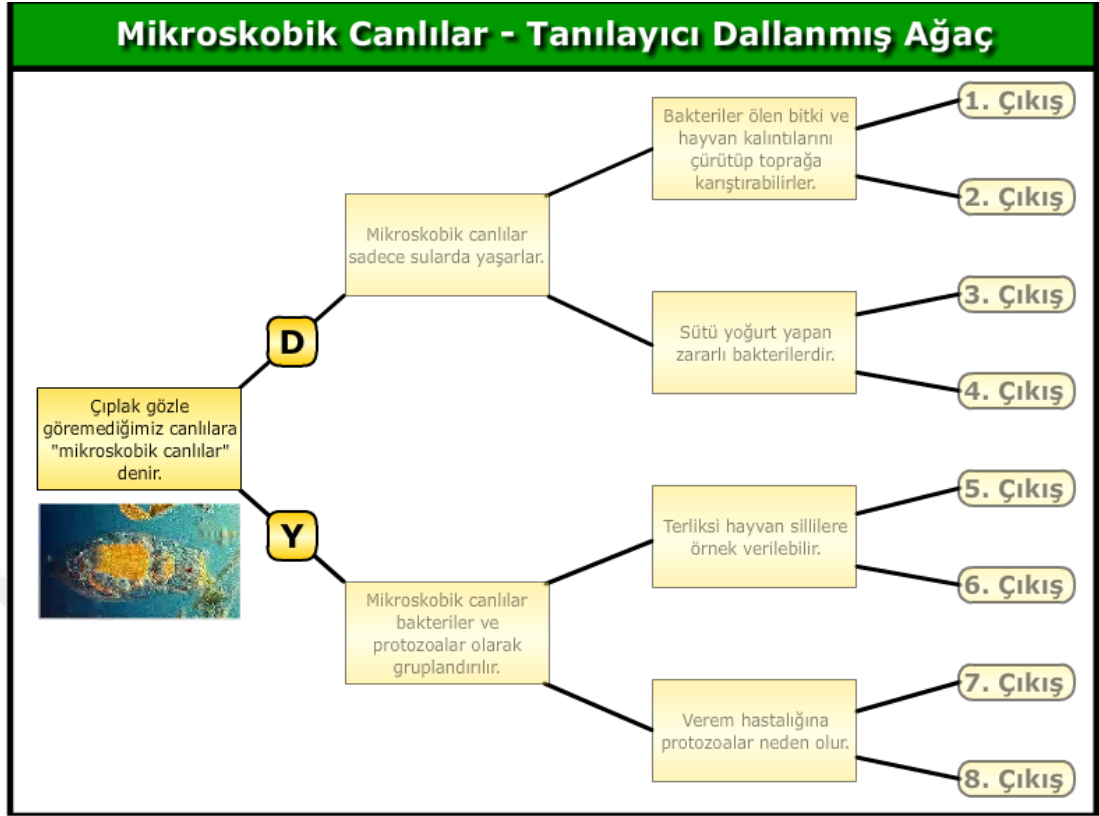 Mikroskobik Canlılar - Tanılayıcı Dallanmış Ağaç
Çıplak gözle
göremediğimiz canlılara
"mikroskobik canlılar"
denir.
D
Y
Mikroskobik canlılar
sadece sularda yaşarlar.
Mikroskobik canlılar
bakteriler ve
protozoalar olarak
gruplandırılır.
Bakteriler ölen bitki ve
hayvan kalıntılarını
çürütüp toprağa
karıştırabilirler.
Sütü yoğurt yapan
zararlı bakterilerdir.
Terliksi hayvan sillilere
örnek verilebilir.
Verem hastalığına
protozoalar neden olur.
1. Çıkış
2. Çıkış
3. Çıkış
4. Çıkış
5. Çıkış
6. Çıkış
7. Çıkış
8. Çıkış